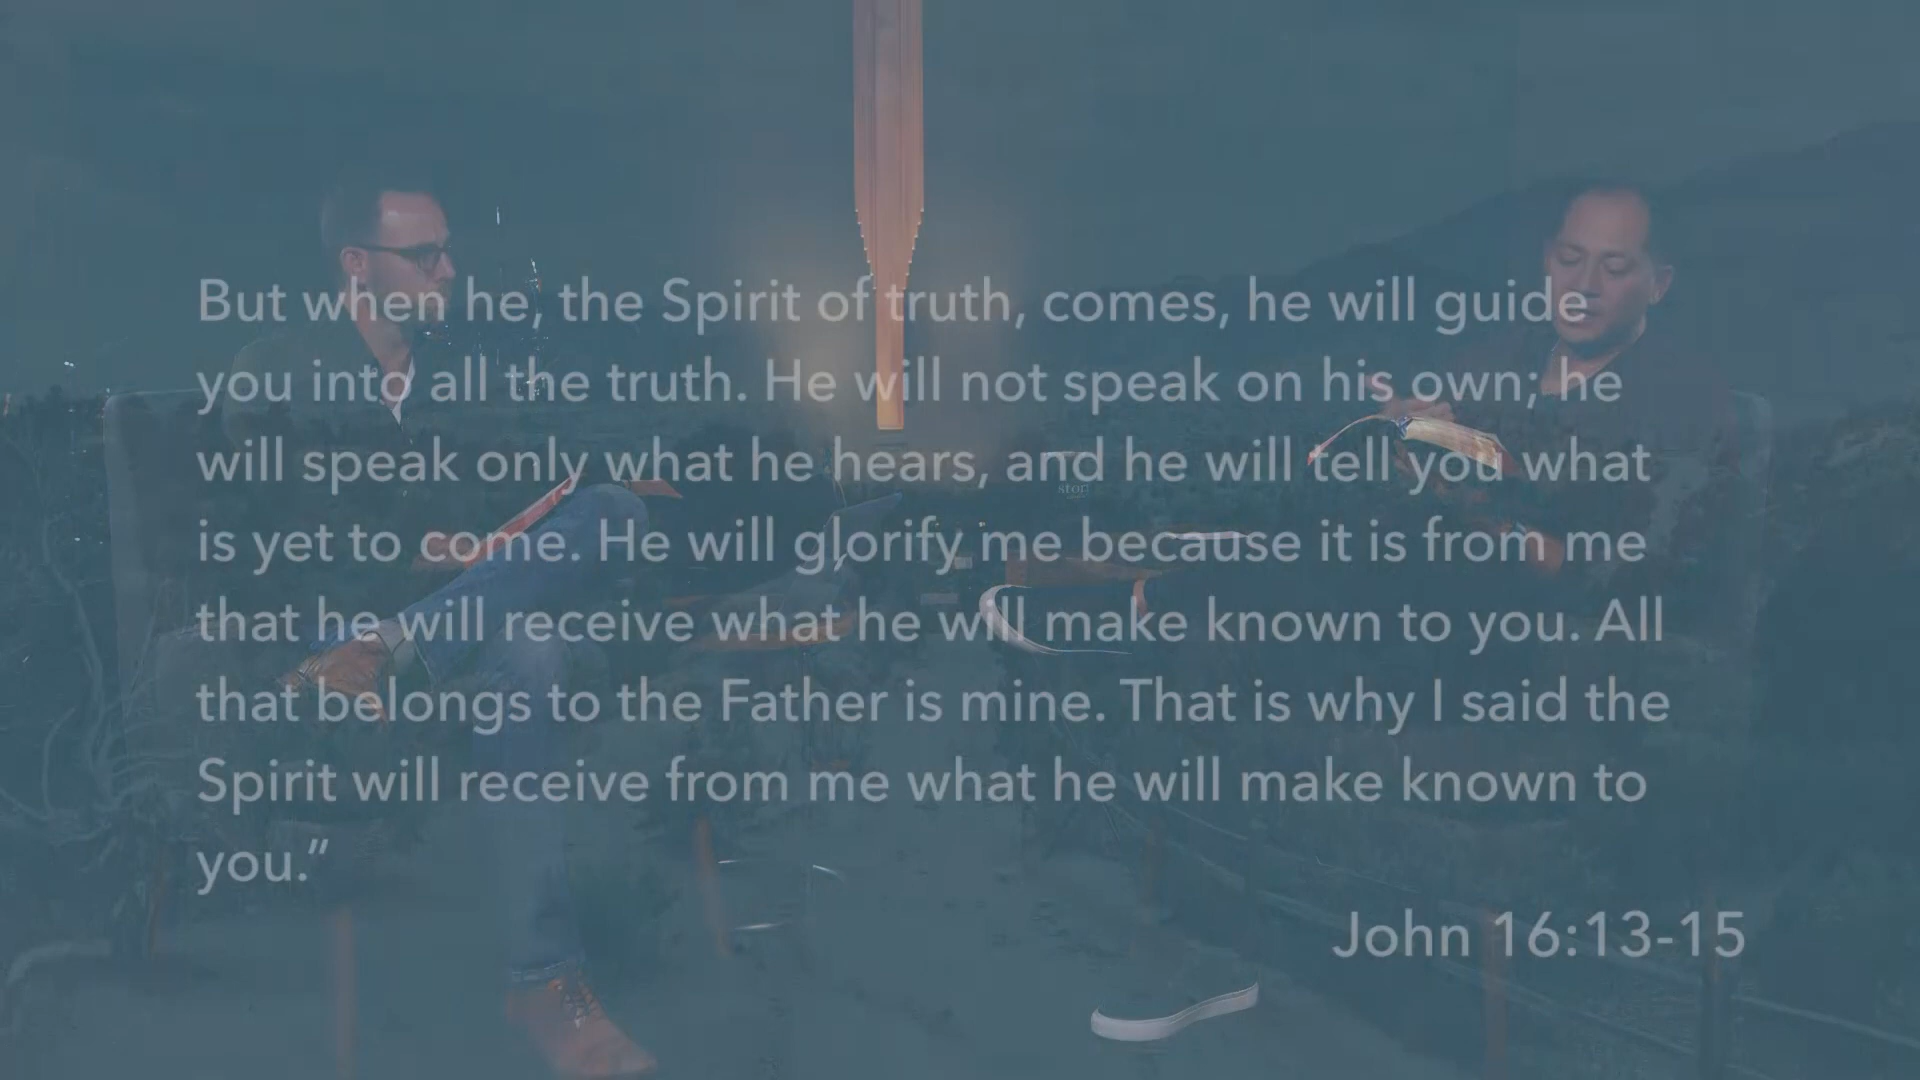 But when he, the Spirit of truth, comes, he will guide
you into all the truth. He will not speak on his own; he
will speak only what he hears, and he will tell you what
is yet to come. He will glorify me because it is from me
that he will receive what he will make known to you. All
that belongs to the Father is mine. That is why I said the
Spirit will receive from me what he will make known to
you.”
John 16:13-15